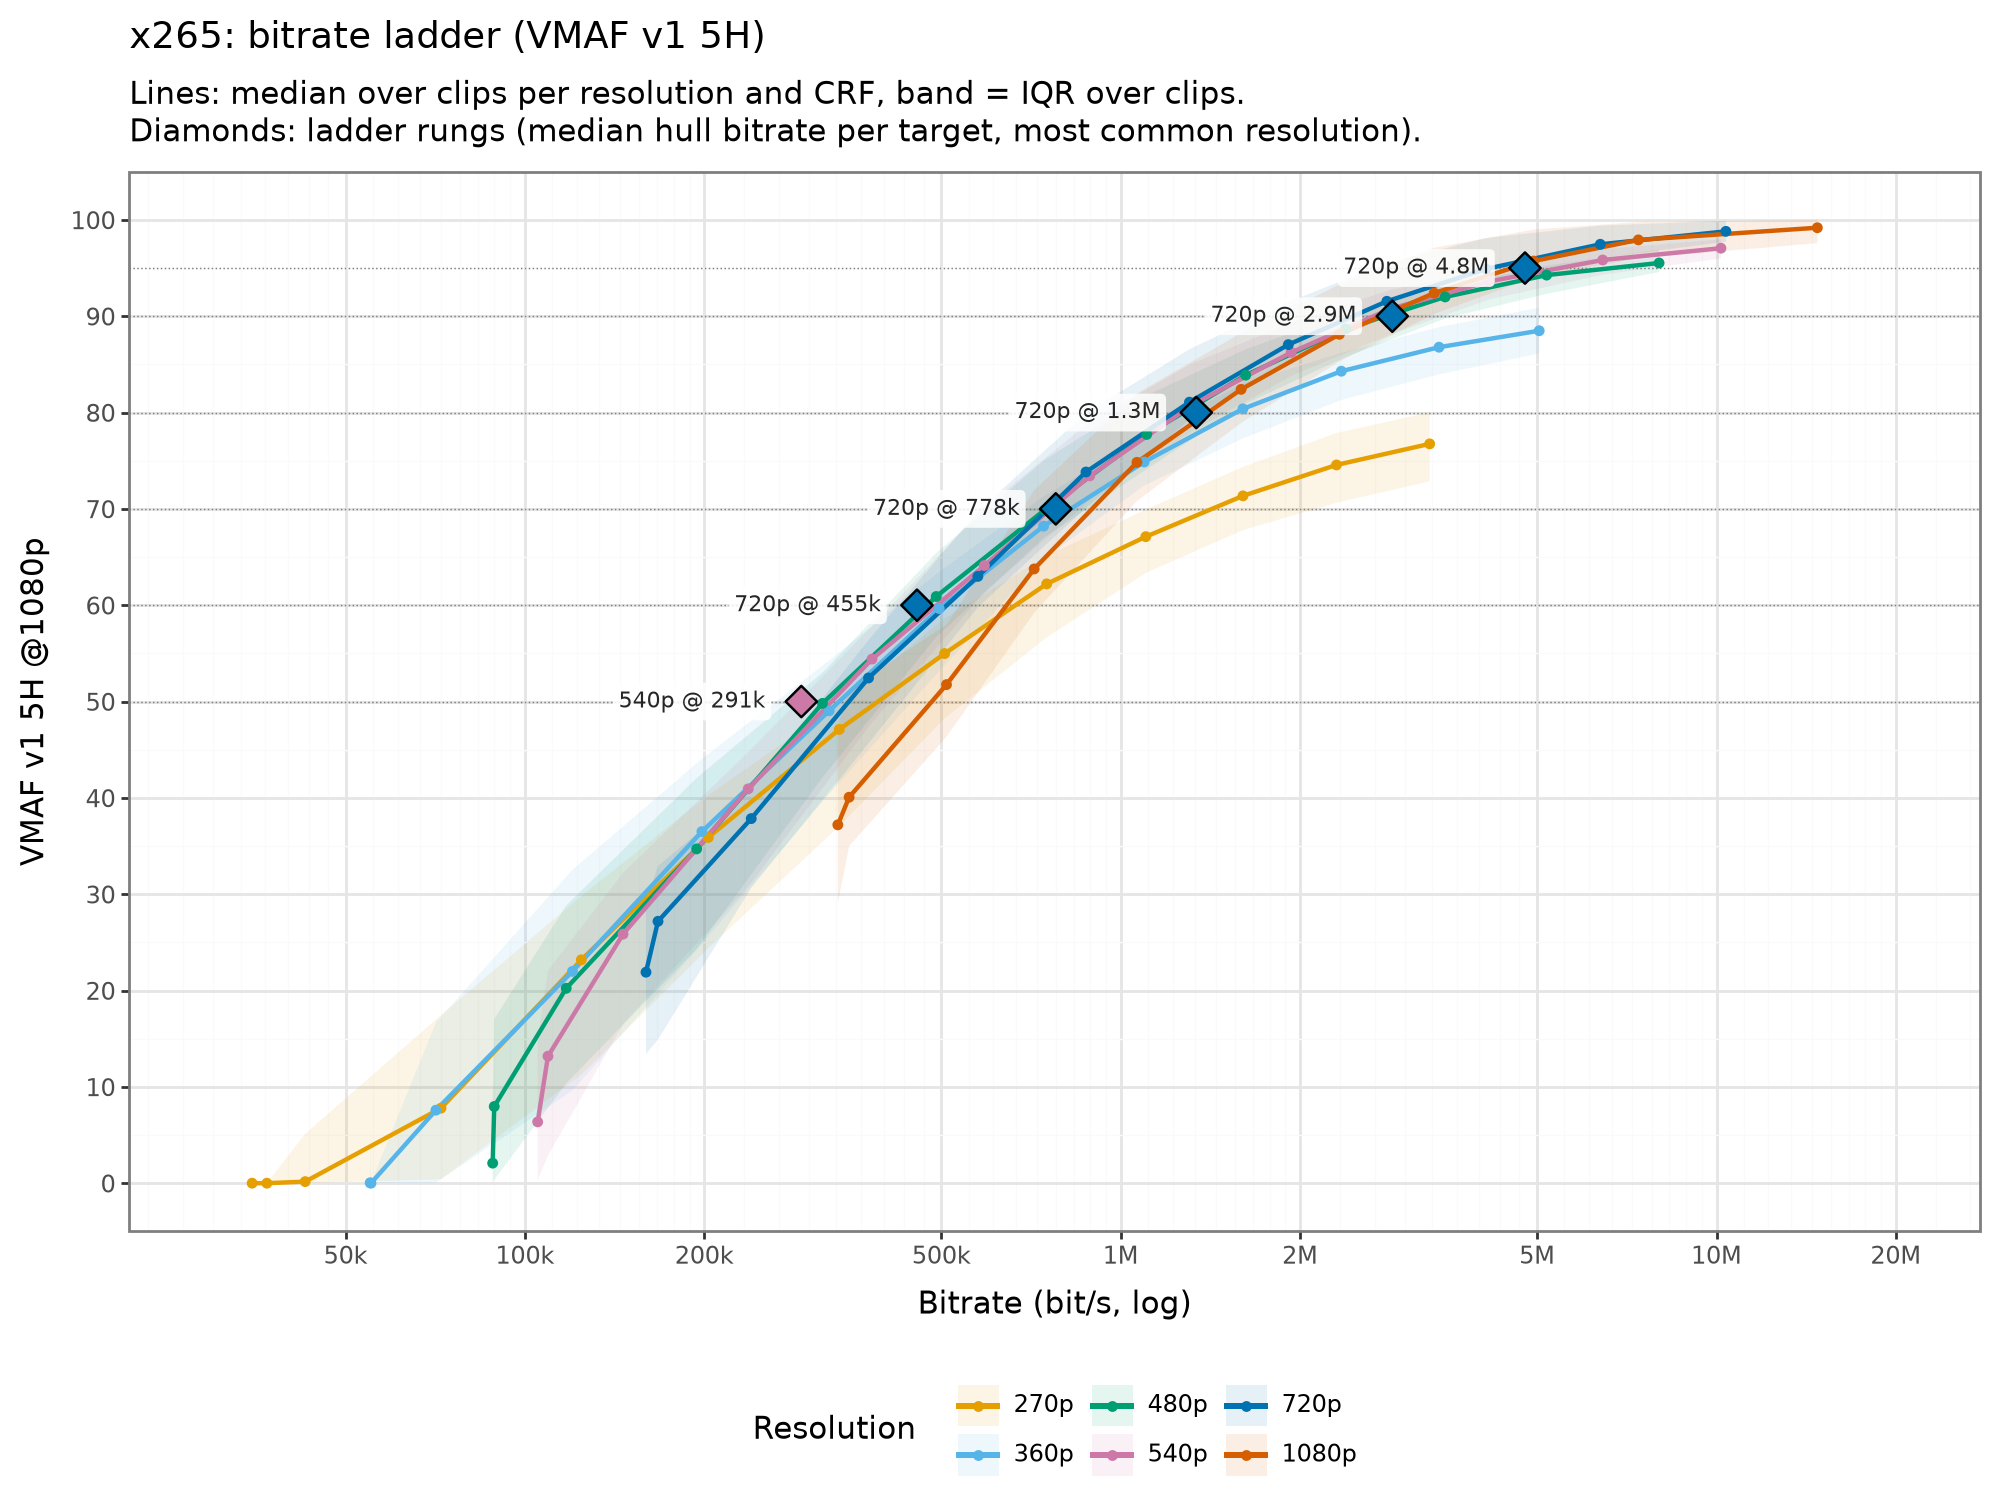 x265: bitrate ladder (VMAF v1 5H)
Lines: median over clips per resolution and CRF, band = IQR over clips.
Diamonds: ladder rungs (median hull bitrate per target, most common resolution).
100
90
80
70
60
50
40
30
20
10
0
VMAF v1 5H @1080p
720p @ 4.8M
720p @ 2.9M
720p @ 1.3M
720p @ 778k
720p @ 455k
540p @ 291k
50k 100k 200k 500k 1M 2M 5M 10M 20M
Bitrate (bit/s, log)
Resolution
270p 480p 720p
360p 540p 1080p